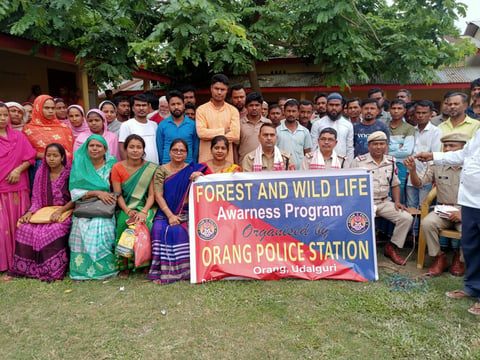 FOREST AND WILD LIFE
Awarness Program
Organised by
ORANG POLICE STATION
Orang, Udalguri